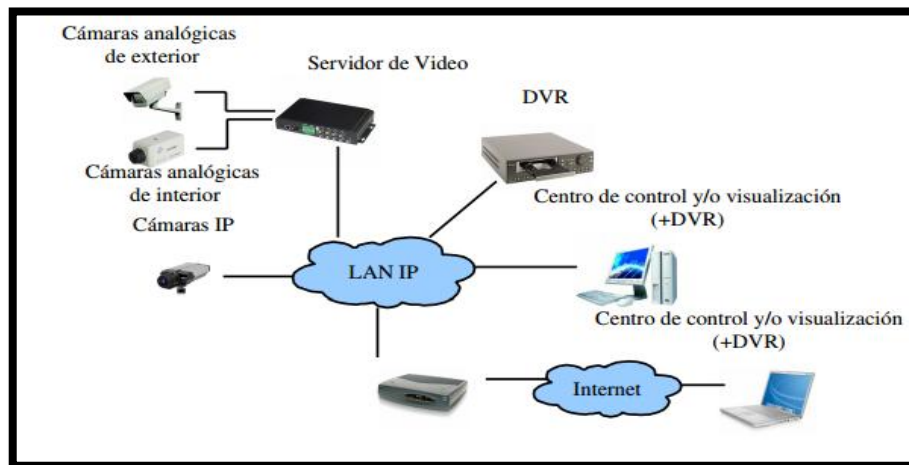 Cámaras analógicas
de exterior
Servidor de Video
DVR
Cámaras analógicas
de interior
Centro de control y/o visualización
(+DVR)
Cámaras IP
LAN IP
Centro de control y/o visualización
(+DVR)
Internet